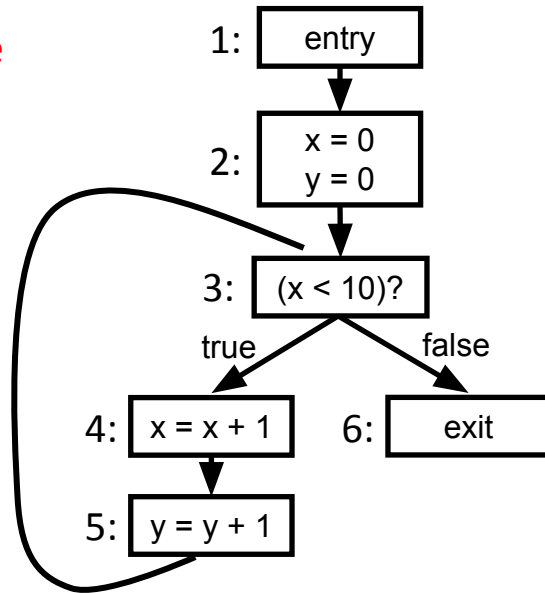 e
1: entry
2: x = 0
y = 0
3: (x < 10)?
true false
4: x = x + 1 6: exit
5: y = y + 1